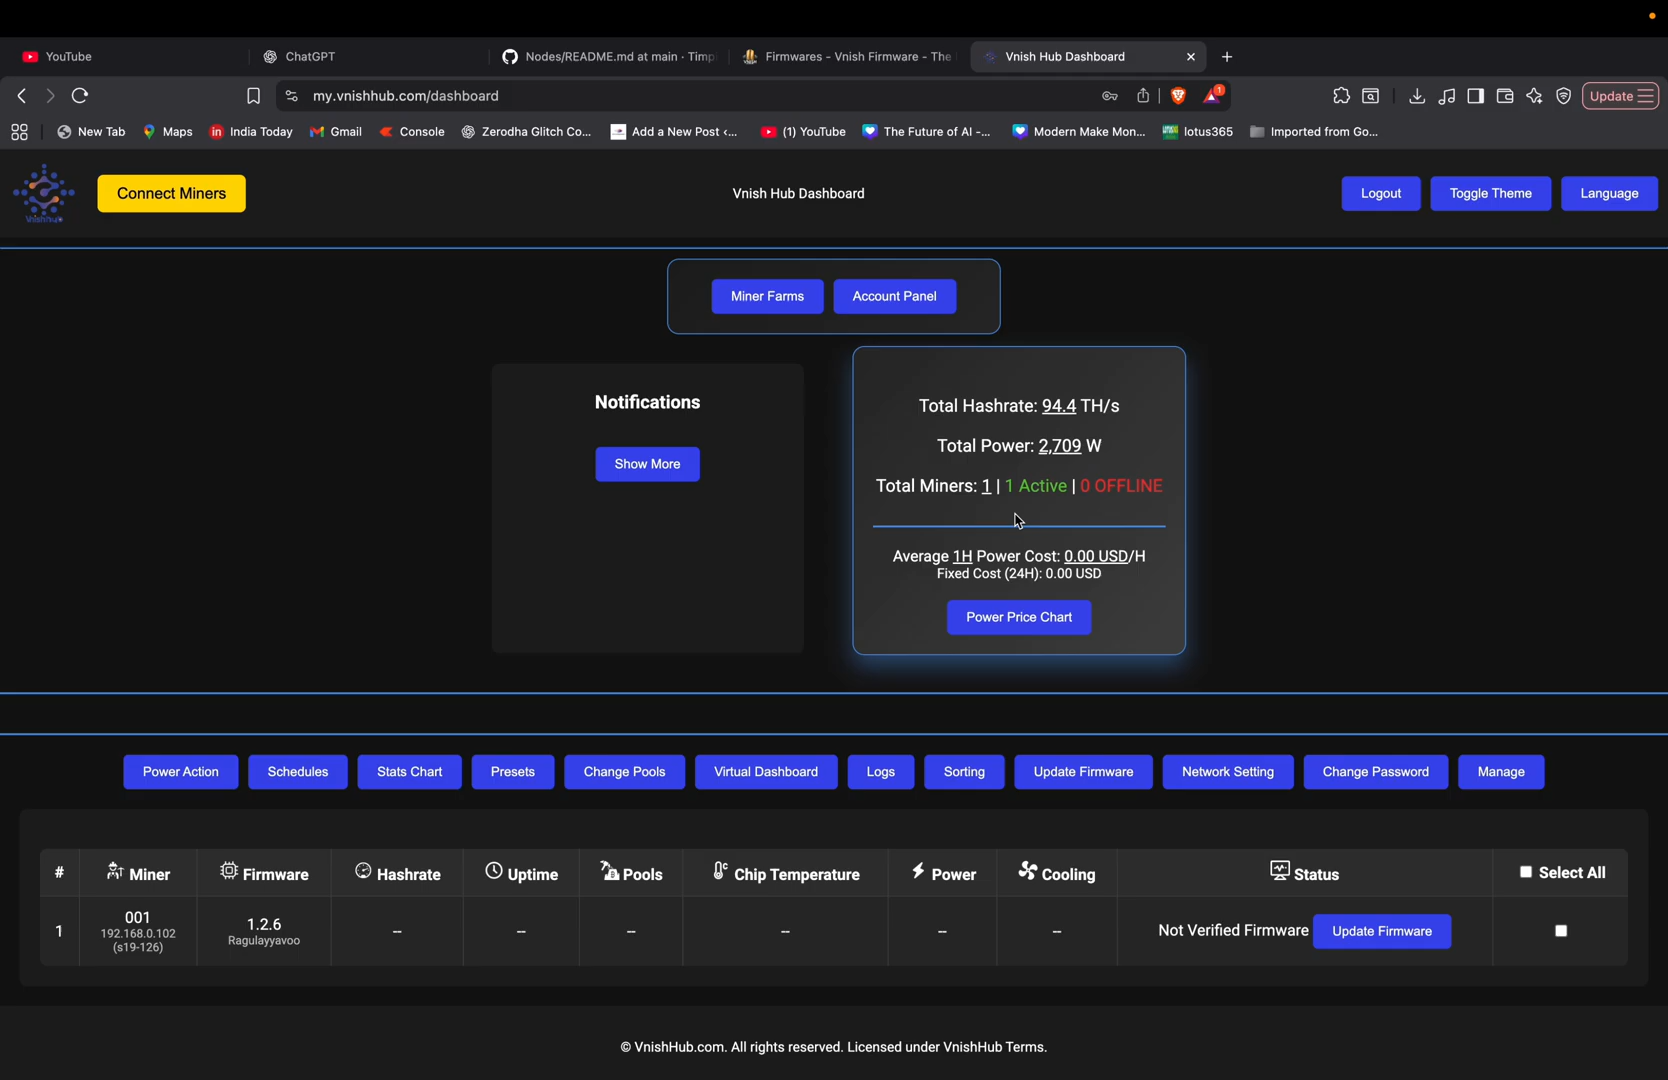 YouTube
ChatGPT
Nodes/README.md at main · Timp
Firmwares - Vnish Firmware - The
Vnish Hub Dashboard
my.vnishhub.com/dashboard
1
Update
New Tab
Maps
India Today
Gmail
Console
Zerodha Glitch Co...
Add a New Post ‹...
(1) YouTube
The Future of AI -...
Modern Make Mon...
lotus365
Imported from Go...
VnishHub
Connect Miners
Vnish Hub Dashboard
Logout
Toggle Theme
Language
Miner Farms
Account Panel
Notifications
Show More
Total Hashrate: 94.4 TH/s
Total Power: 2,709 W
Total Miners: 1 | 1 Active | 0 OFFLINE
Average 1H Power Cost: 0.00 USD/H
Fixed Cost (24H): 0.00 USD
Power Price Chart
Power Action
Schedules
Stats Chart
Presets
Change Pools
Virtual Dashboard
Logs
Sorting
Update Firmware
Network Setting
Change Password
Manage
# Miner Firmware Hashrate Uptime Pools Chip Temperature Power Cooling Status Select All
1
001
192.168.0.102
(s19-126)
1.2.6
Ragulayyavoo
-- -- -- -- -- --
Not Verified Firmware
Update Firmware
© VnishHub.com. All rights reserved. Licensed under VnishHub Terms.